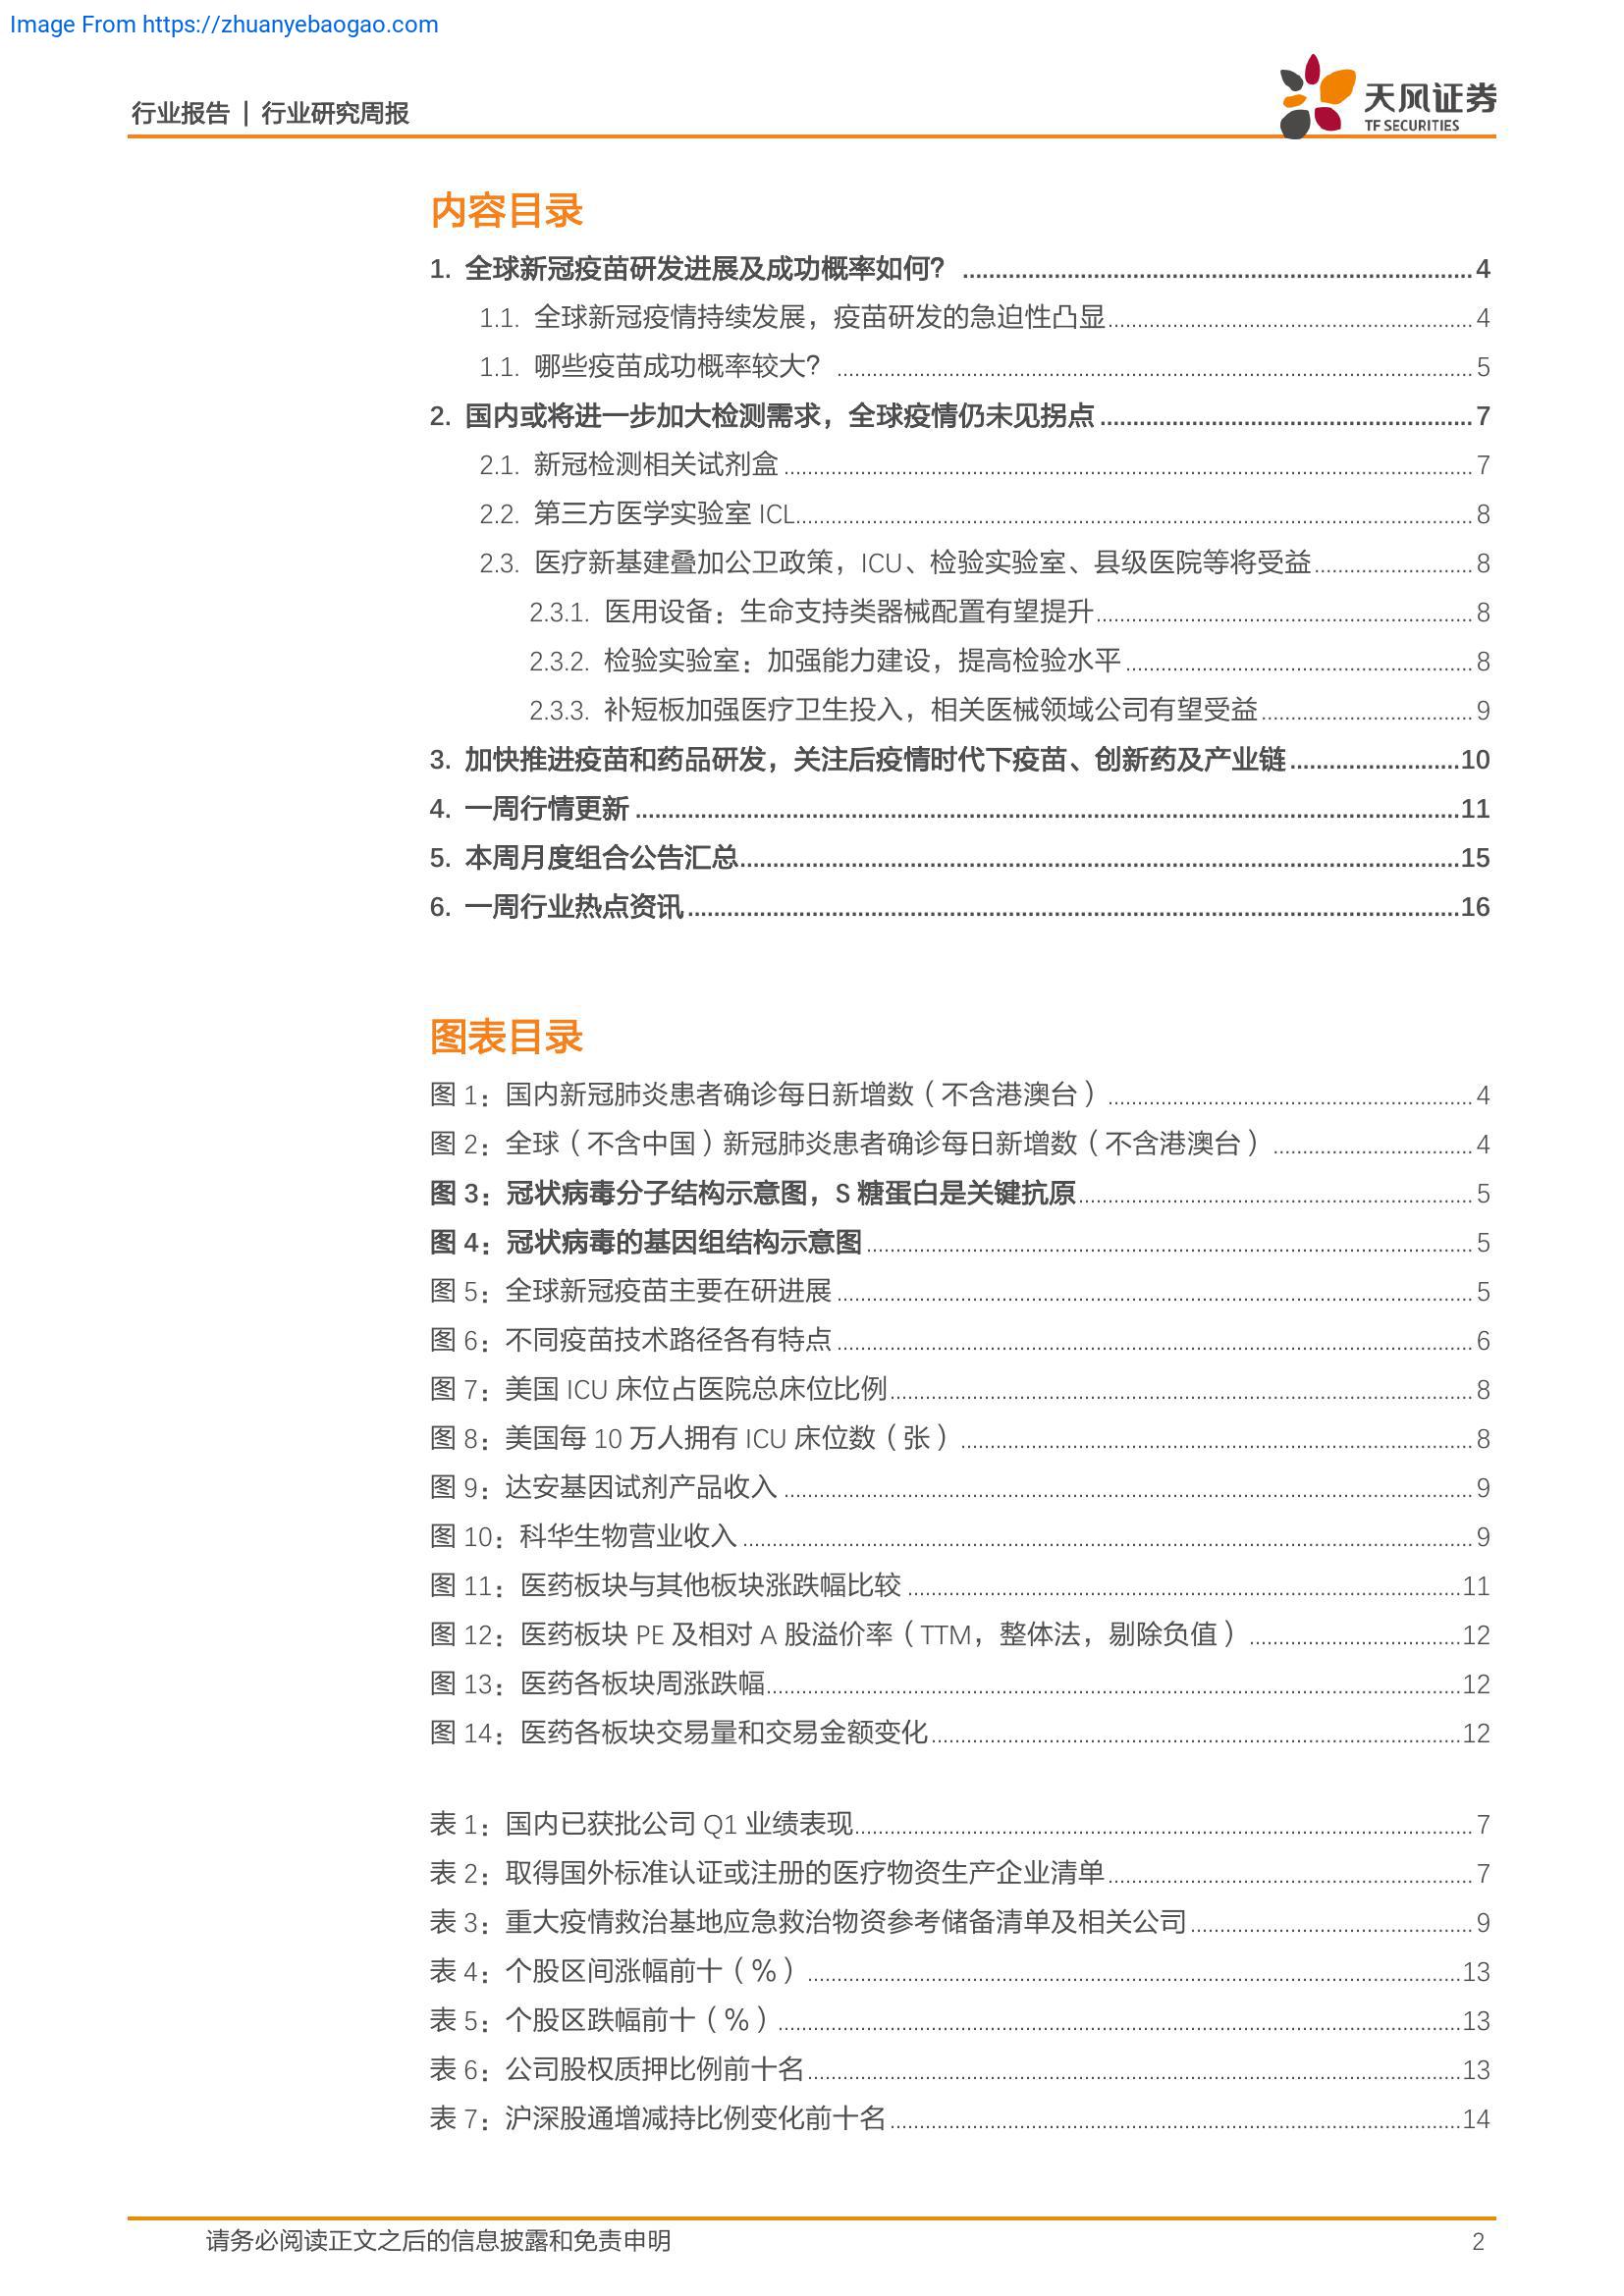 Image From https://zhuanyebaogao.com
行业报告 | 行业研究周报
天风证券
TF SECURITIES
内容目录
1. 全球新冠疫苗研发进展及成功概率如何？ ........ 4
1.1. 全球新冠疫情持续发展，疫苗研发的急迫性凸显 ........ 4
1.1. 哪些疫苗成功概率较大？ ........ 5
2. 国内或将进一步加大检测需求，全球疫情仍未见拐点 ........ 7
2.1. 新冠检测相关试剂盒 ........ 7
2.2. 第三方医学实验室 ICL ........ 8
2.3. 医疗新基建叠加公卫政策，ICU、检验实验室、县级医院等将受益 ........ 8
2.3.1. 医用设备：生命支持类器械配置有望提升 ........ 8
2.3.2. 检验实验室：加强能力建设，提高检验水平 ........ 8
2.3.3. 补短板加强医疗卫生投入，相关医械领域公司有望受益 ........ 9
3. 加快推进疫苗和药品研发，关注后疫情时代下疫苗、创新药及产业链 ........ 10
4. 一周行情更新 ........ 11
5. 本周月度组合公告汇总 ........ 15
6. 一周行业热点资讯 ........ 16
图表目录
图 1：国内新冠肺炎患者确诊每日新增数（不含港澳台） ........ 4
图 2：全球（不含中国）新冠肺炎患者确诊每日新增数（不含港澳台） ........ 4
图 3：冠状病毒分子结构示意图，S 糖蛋白是关键抗原 ........ 5
图 4：冠状病毒的基因组结构示意图 ........ 5
图 5：全球新冠疫苗主要在研进展 ........ 5
图 6：不同疫苗技术路径各有特点 ........ 6
图 7：美国 ICU 床位占医院总床位比例 ........ 8
图 8：美国每 10 万人拥有 ICU 床位数（张） ........ 8
图 9：达安基因试剂产品收入 ........ 9
图 10：科华生物营业收入 ........ 9
图 11：医药板块与其他板块涨跌幅比较 ........ 11
图 12：医药板块 PE 及相对 A 股溢价率（TTM，整体法，剔除负值） ........ 12
图 13：医药各板块周涨跌幅 ........ 12
图 14：医药各板块交易量和交易金额变化 ........ 12
表 1：国内已获批公司 Q1 业绩表现 ........ 7
表 2：取得国外标准认证或注册的医疗物资生产企业清单 ........ 7
表 3：重大疫情救治基地应急救治物资参考储备清单及相关公司 ........ 9
表 4：个股区间涨幅前十（%） ........ 13
表 5：个股区跌幅前十（%） ........ 13
表 6：公司股权质押比例前十名 ........ 13
表 7：沪深股通增减持比例变化前十名 ........ 14
请务必阅读正文之后的信息披露和免责申明
2